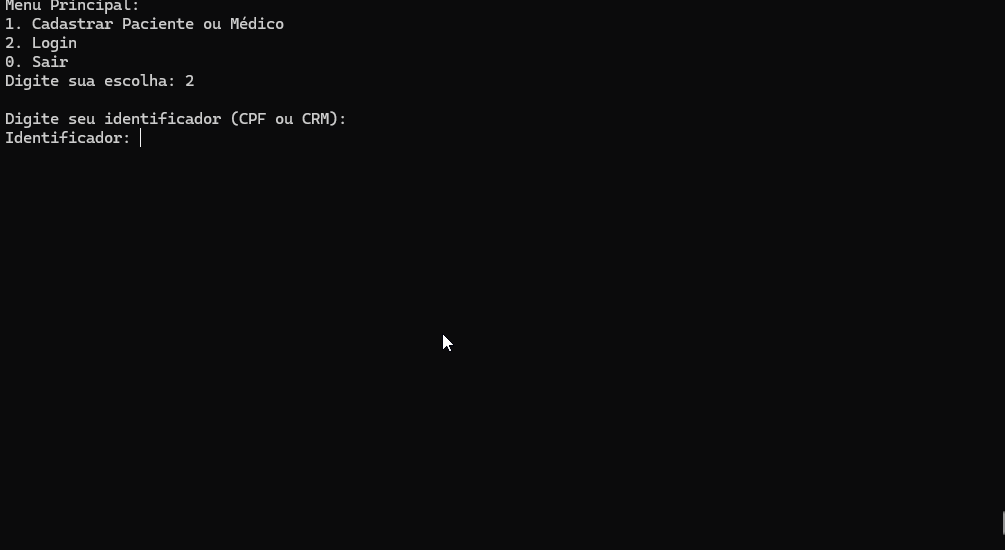 Menu Principal:
1. Cadastrar Paciente ou Médico
2. Login
0. Sair
Digite sua escolha: 2
Digite seu identificador (CPF ou CRM):
Identificador: